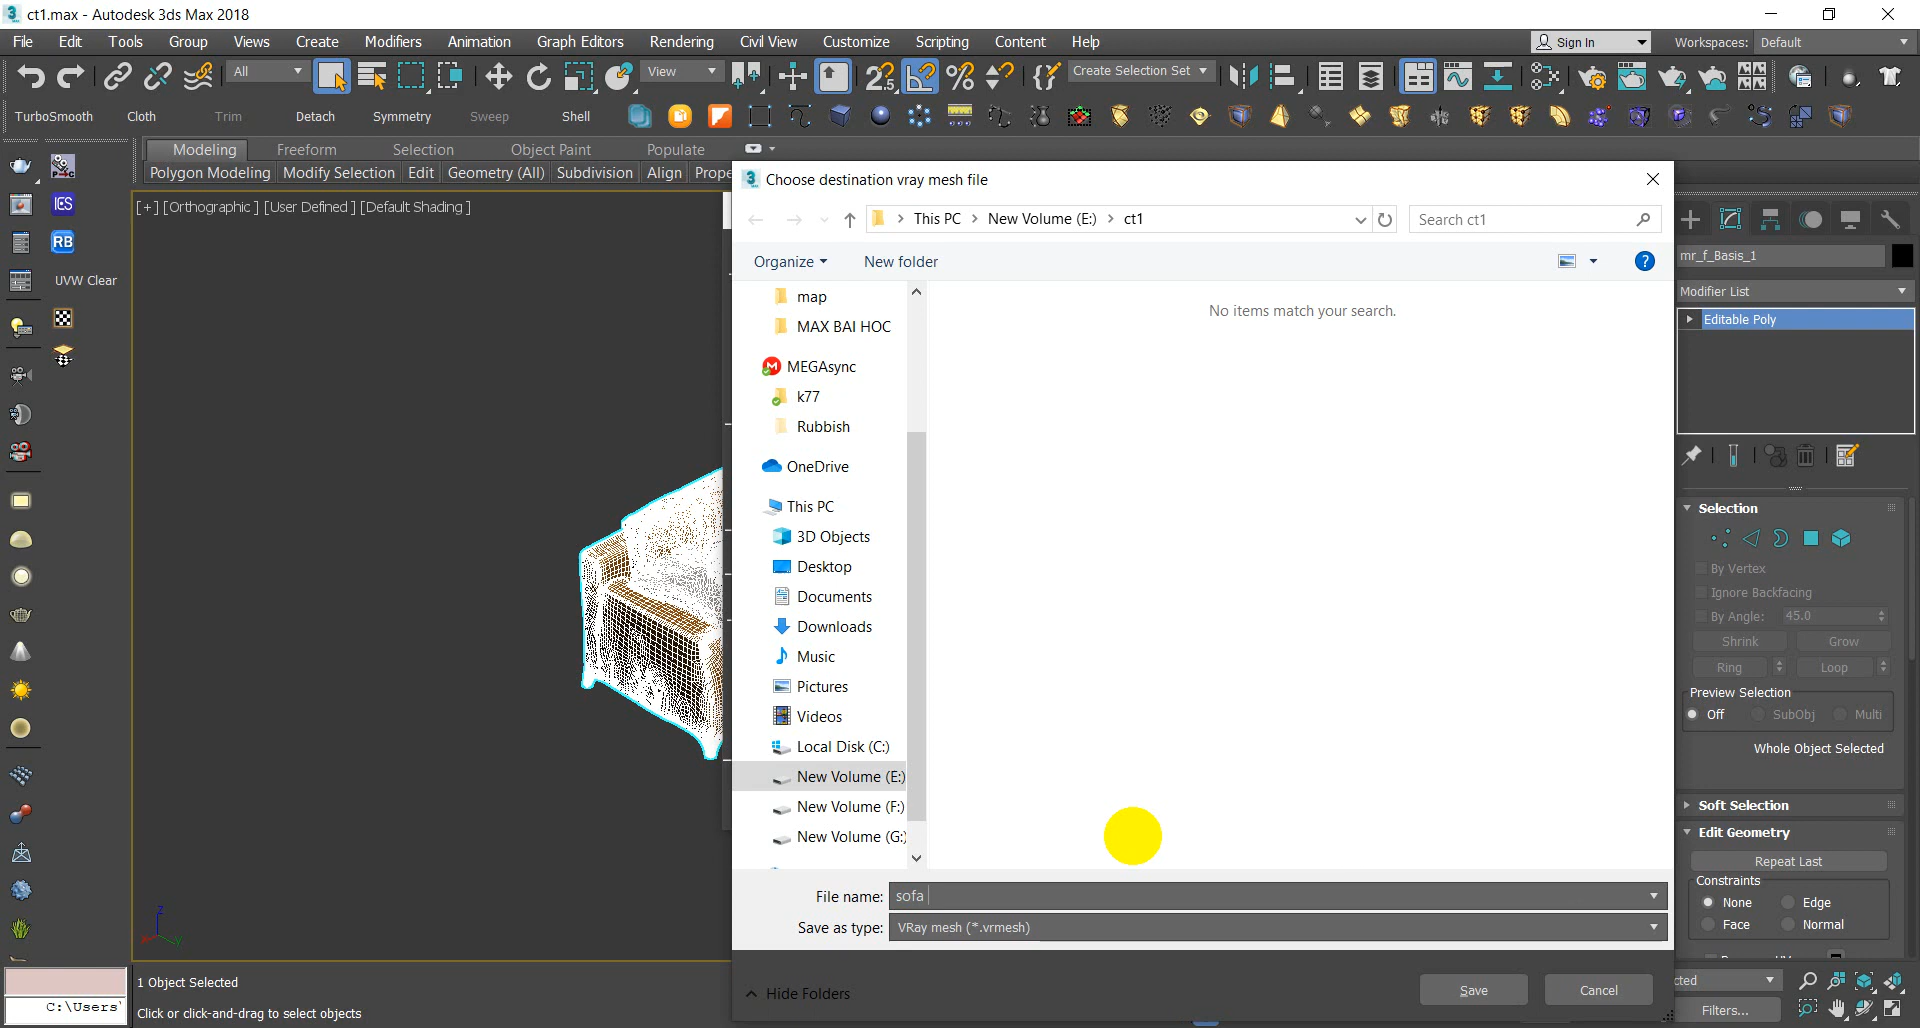 ct1.max - Autodesk 3ds Max 2018
File Edit Tools Group Views Create Modifiers Animation Graph Editors Rendering Civil View Customize Scripting Content Help
Sign In Workspaces: Default
All View Create Selection Set
TurboSmooth Cloth Trim Detach Symmetry Sweep Shell
Modeling Freeform Selection Object Paint Populate
Polygon Modeling Modify Selection Edit Geometry (All) Subdivision Align Prope
[+] [Orthographic] [User Defined] [Default Shading]
UVW Clear
Choose destination vray mesh file
This PC New Volume (E:) ct1
Search ct1
Organize New folder
map
MAX BAI HOC
MEGAsync
k77
Rubbish
OneDrive
This PC
3D Objects
Desktop
Documents
Downloads
Music
Pictures
Videos
Local Disk (C:)
New Volume (E:)
New Volume (F:)
New Volume (G:)
No items match your search.
File name: sofa
Save as type: VRay mesh (*.vrmesh)
Hide Folders Save Cancel
mr_f_Basis_1
Modifier List
Editable Poly
Selection
By Vertex
Ignore Backfacing
By Angle: 45.0
Shrink Grow
Ring Loop
Preview Selection
Off SubObj Multi
Whole Object Selected
Soft Selection
Edit Geometry
Repeat Last
Constraints
None Edge
Face Normal
cted
Filters...
1 Object Selected
C:\Users'
Click or click-and-drag to select objects